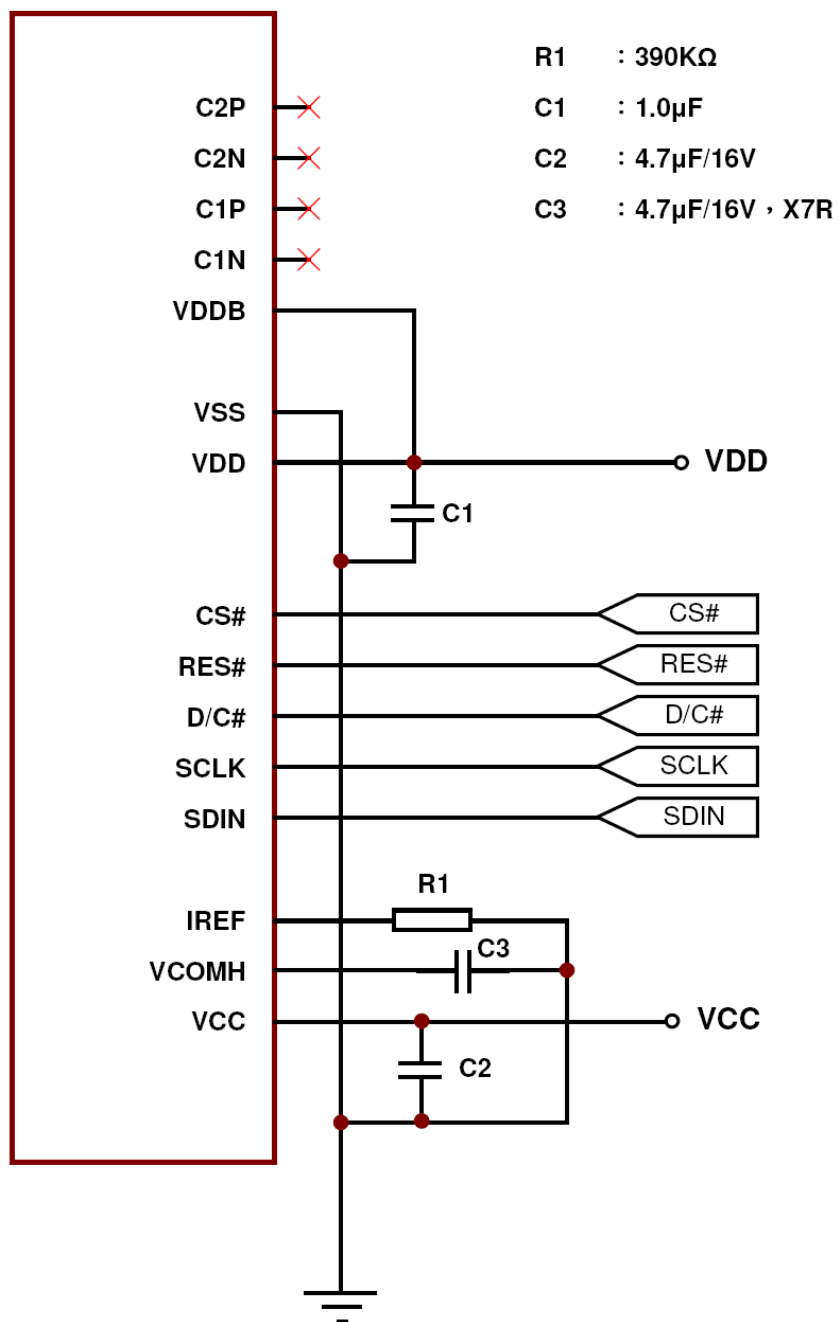 R1 : 390KΩ
C1 : 1.0µF
C2 : 4.7µF/16V
C3 : 4.7µF/16V，X7R
C2P
C2N
C1P
C1N
VDDB
VSS
VDD
VDD
C1
CS#
CS#
RES#
RES#
D/C#
D/C#
SCLK
SCLK
SDIN
SDIN
R1
IREF
C3
VCOMH
VCC
VCC
C2